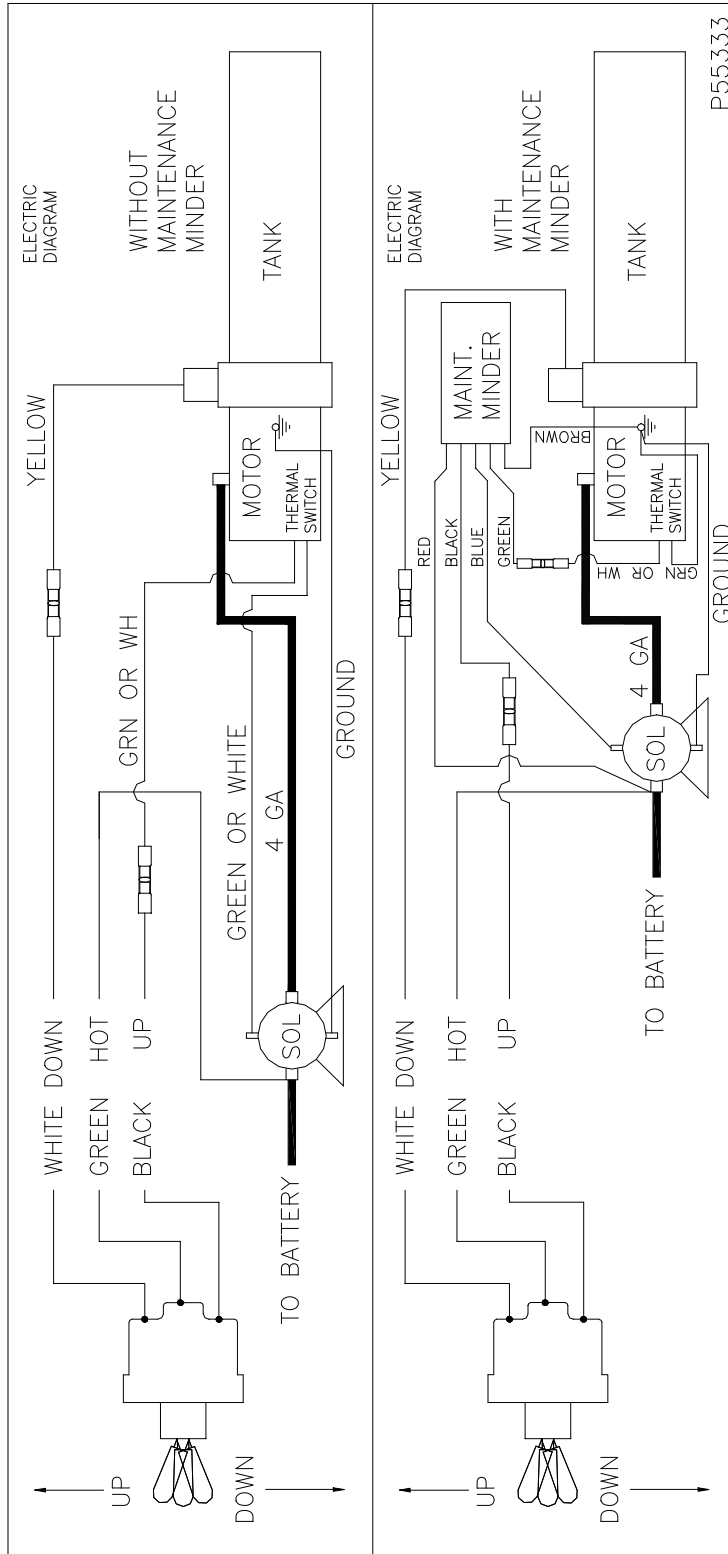 ELECTRIC
DIAGRAM
WITHOUT
MAINTENANCE
MINDER
TANK
YELLOW
MOTOR
THERMAL
SWITCH
GRN OR WH
GREEN OR WHITE
4 GA
GROUND
SOL
WHITE DOWN
GREEN HOT
BLACK UP
TO BATTERY
UP
DOWN
ELECTRIC
DIAGRAM
WITH
MAINTENANCE
MINDER
TANK
YELLOW
MAINT.
MINDER
BROWN
MOTOR
THERMAL
SWITCH
RED
BLACK
BLUE
GREEN
WH OR
GRN
GROUND
4 GA
SOL
WHITE DOWN
GREEN HOT
BLACK UP
TO BATTERY
UP
DOWN
P55333